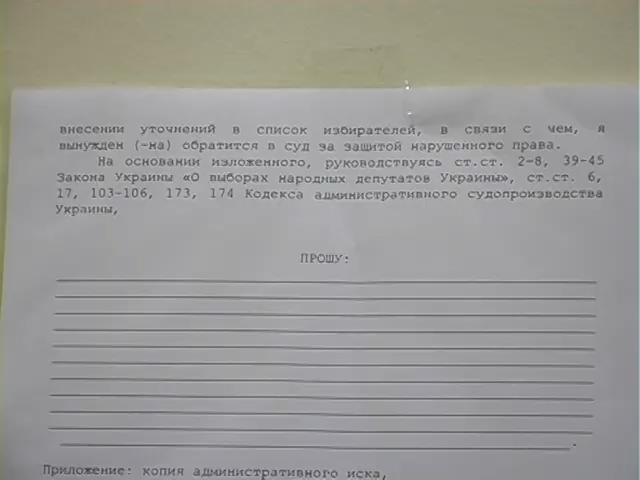 внесении уточнений в список избирателей, в связи с чем, я
вынужден (-на) обратится в суд за защитой нарушенного права.
На основании изложенного, руководствуясь ст.ст. 2-8, 39-45
Закона Украины «О выборах народных депутатов Украины», ст.ст. 6,
17, 103-106, 173, 174 Кодекса административного судопроизводства
Украины,
ПРОШУ:
Приложение: копия административного иска,